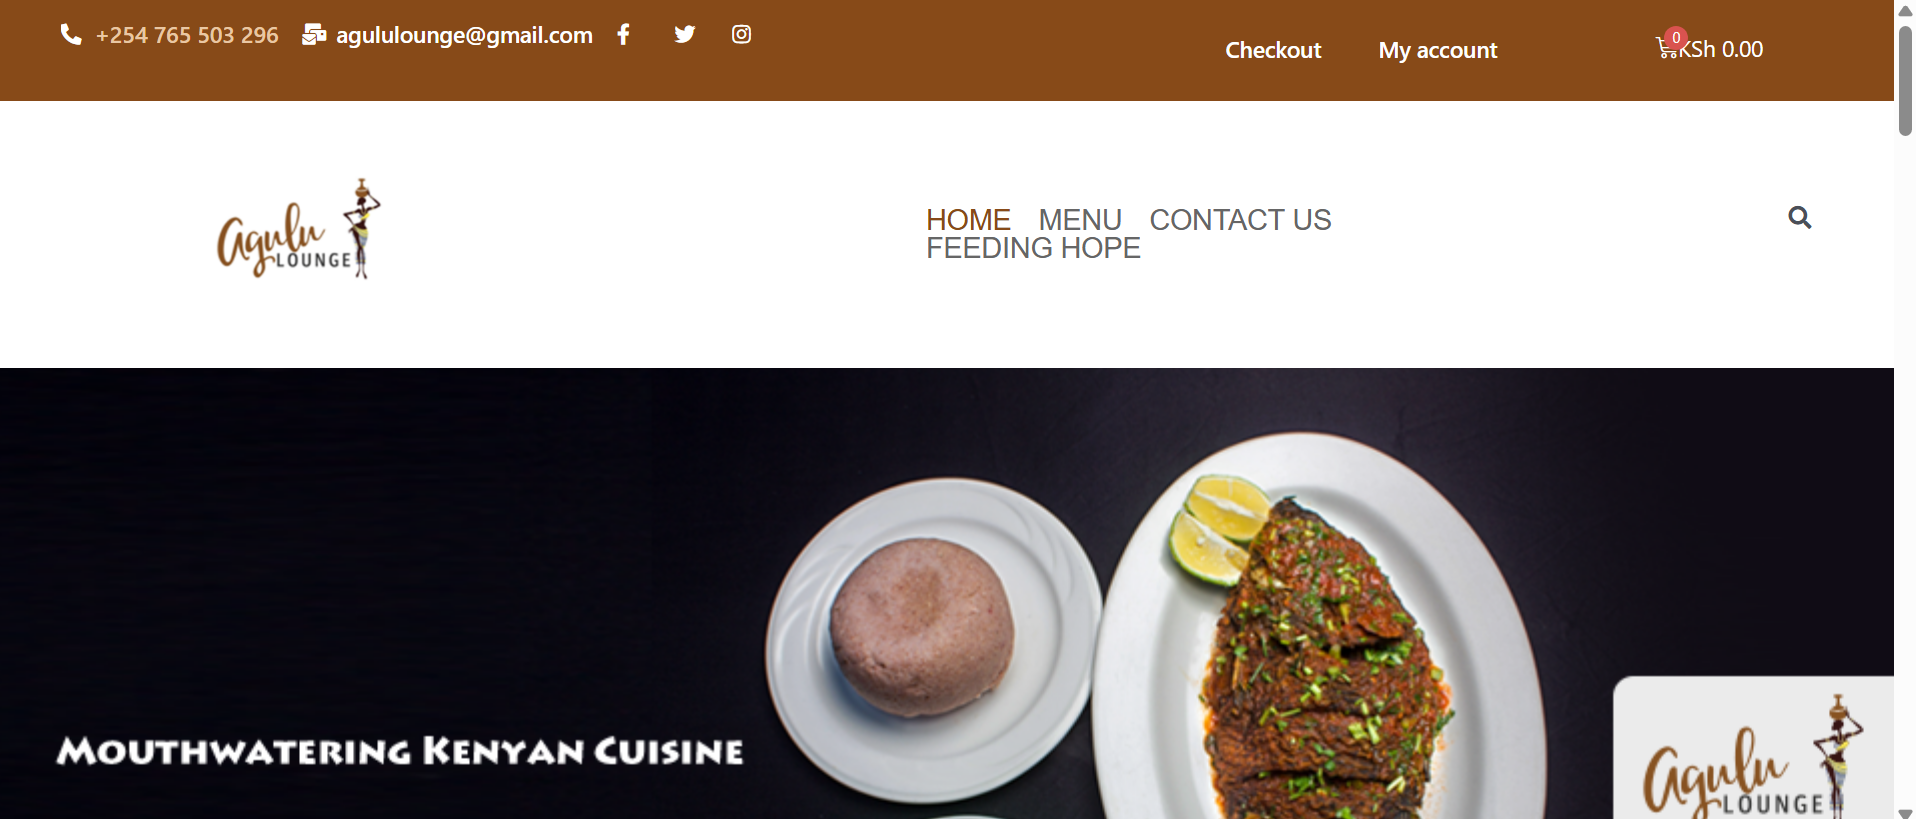 +254 765 503 296 agululounge@gmail.com
Checkout My account 0 KSh 0.00
Agulu
LOUNGE
HOME MENU CONTACT US
FEEDING HOPE
MOUTHWATERING KENYAN CUISINE
Agulu
LOUNGE